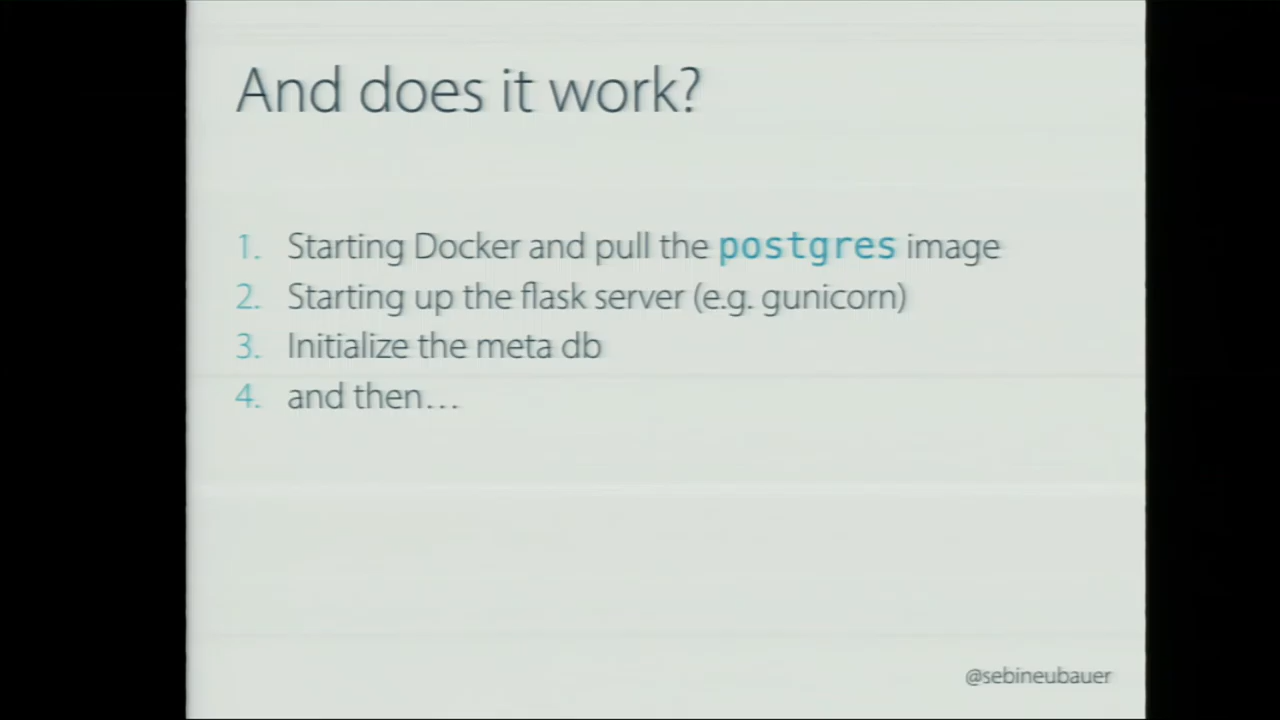 And does it work?
1. Starting Docker and pull the postgres image
2. Starting up the flask server (e.g. gunicorn)
3. Initialize the meta db
4. and then…
@sebineubauer